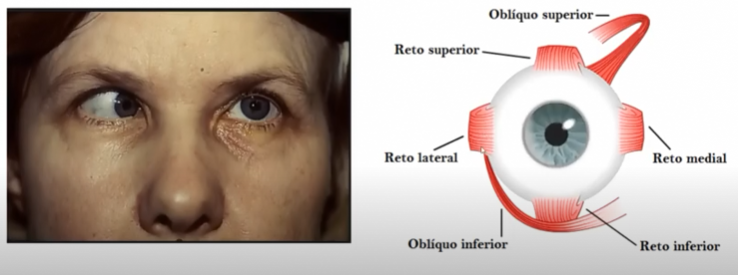 Oblíquo superior
Reto superior
Reto lateral
Reto medial
Oblíquo inferior
Reto inferior